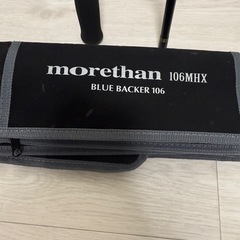 morethan 106MHX
BLUE BACKER 106